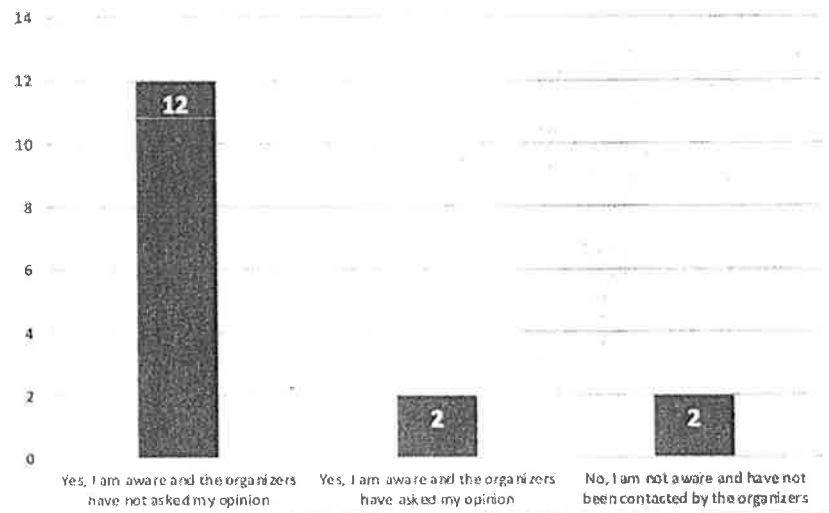 14
12
12
10
8
6
4
2
2
2
0
Yes, I am aware and the organizers
have not asked my opinion
Yes, I am aware and the organizers
have asked my opinion
No, I am not aware and have not
been contacted by the organizers